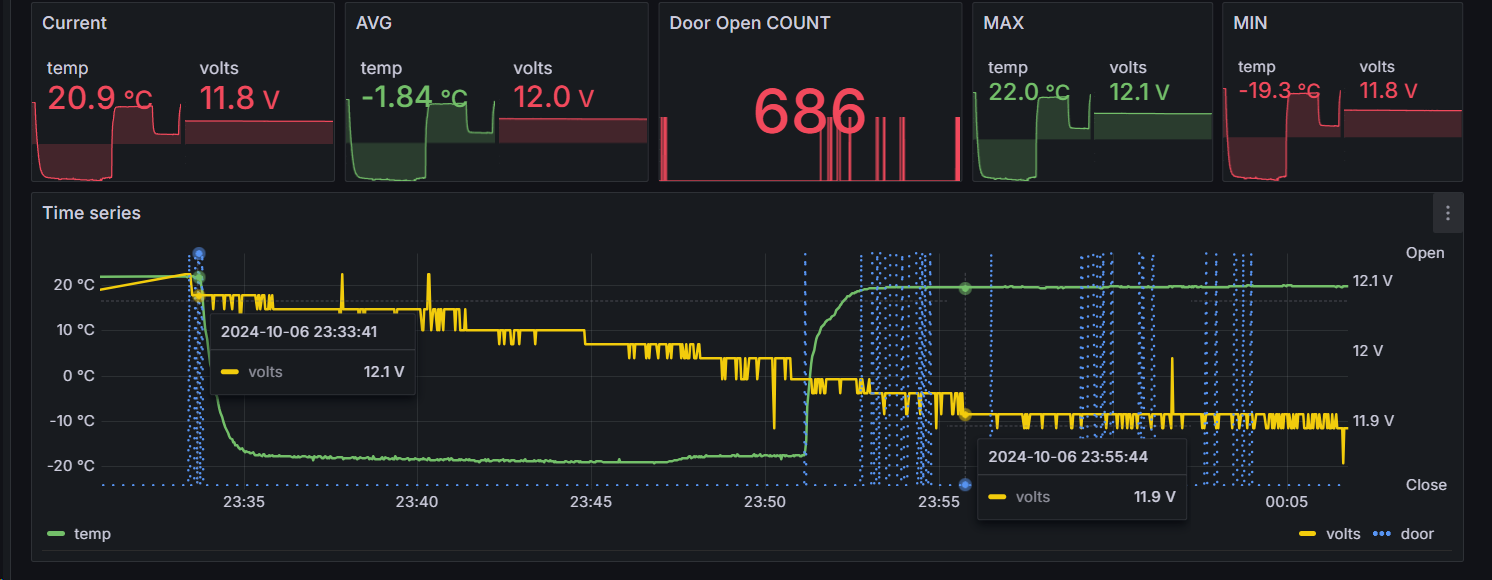 Current
AVG
Door Open COUNT
MAX
MIN
temp
volts
20.9 °C
11.8 V
temp
volts
-1.84 °C
12.0 V
686
temp
volts
22.0 °C
12.1 V
temp
volts
-19.3 °C
11.8 V
Time series
20 °C
10 °C
0 °C
-10 °C
-20 °C
Open
12.1 V
12 V
11.9 V
Close
2024-10-06 23:33:41
volts 12.1 V
2024-10-06 23:55:44
volts 11.9 V
23:35
23:40
23:45
23:50
23:55
00:05
temp
volts
door